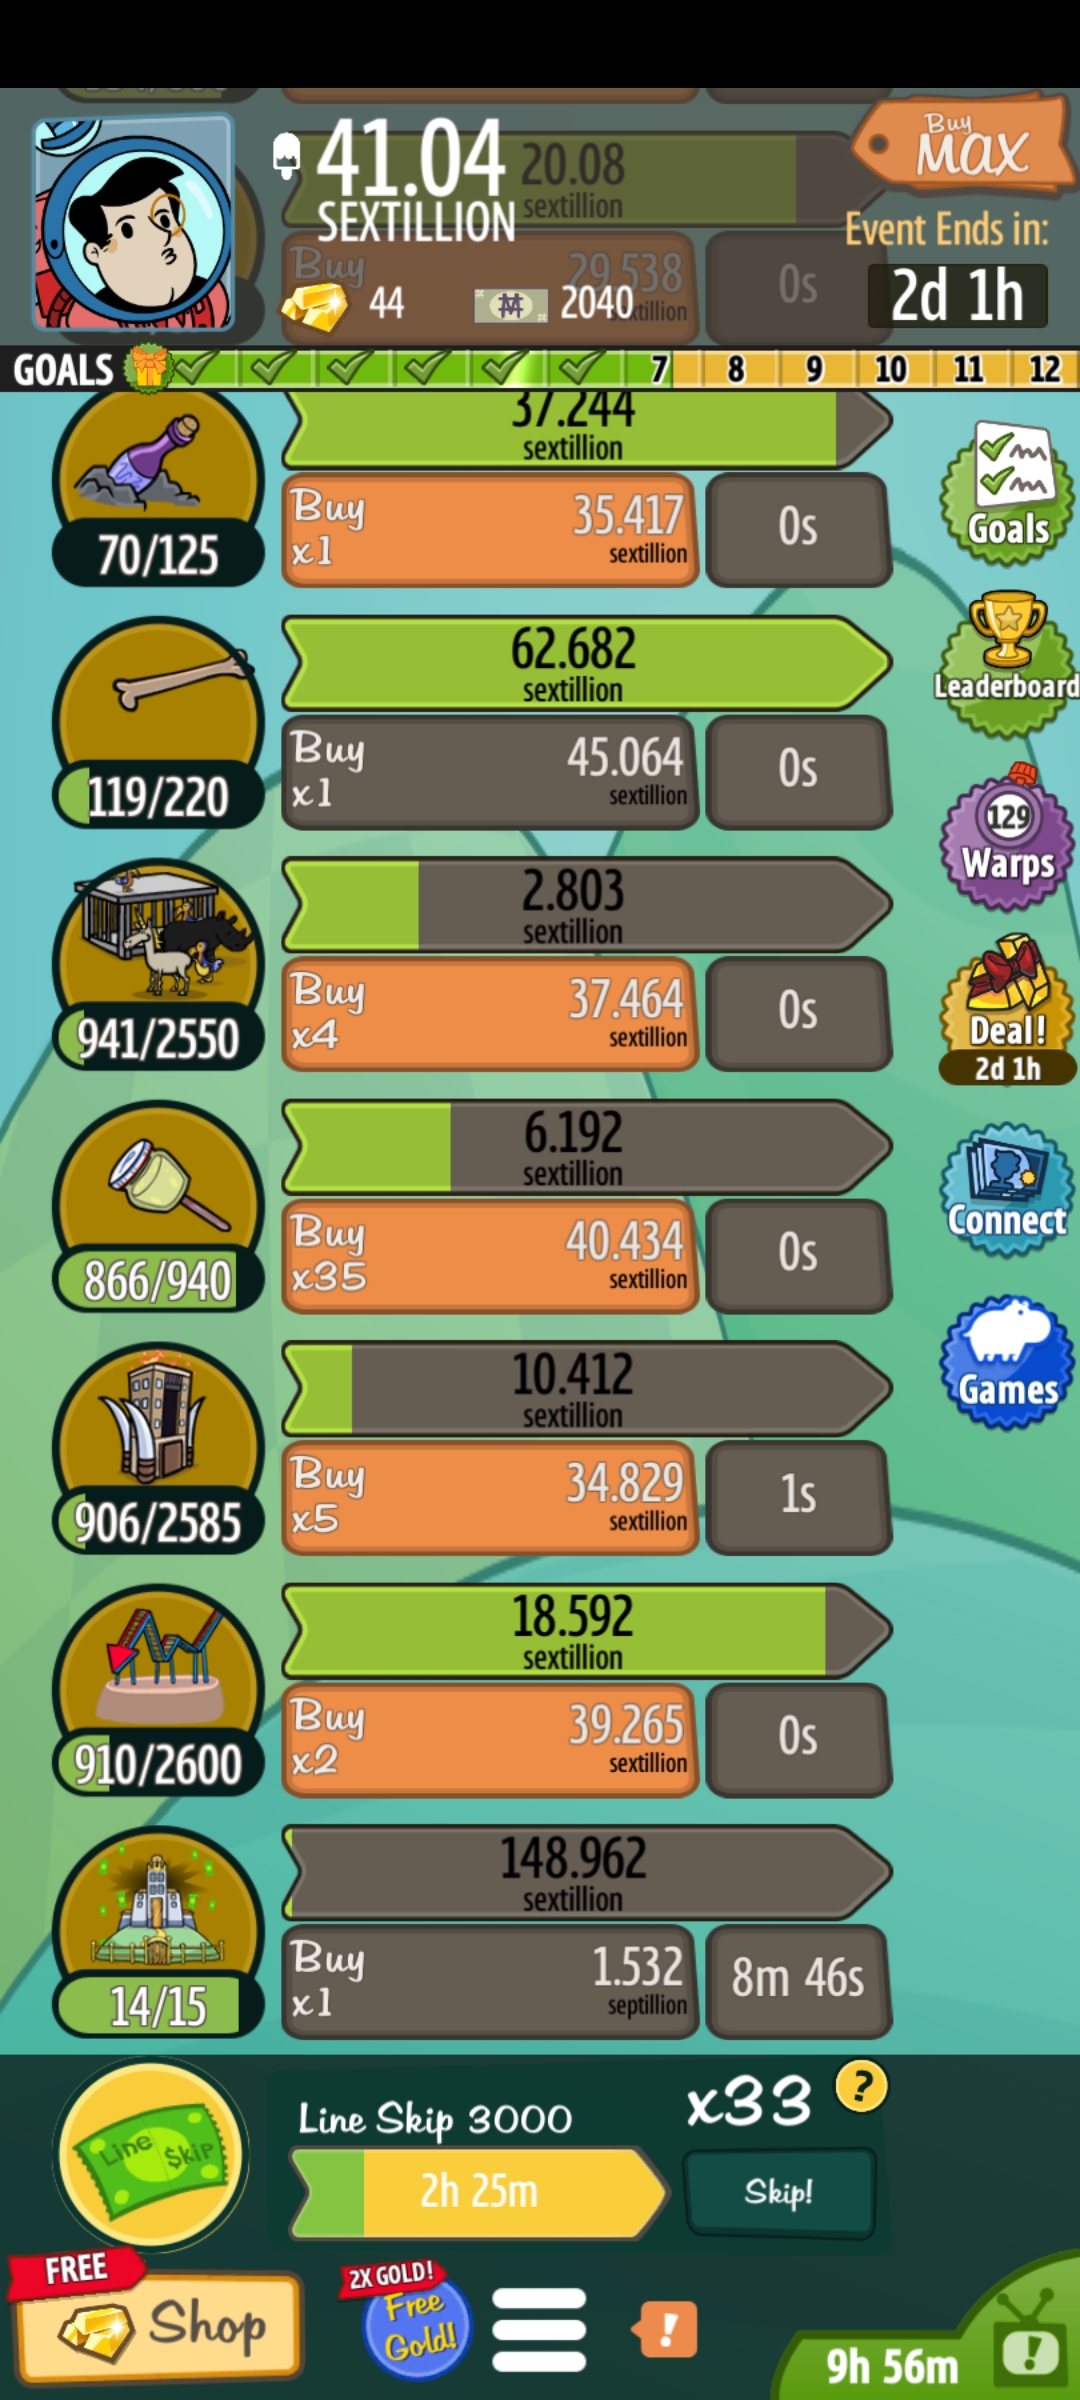 41.04
20.08
SEXTILLION
sextillion
Buy
MAX
Event Ends in:
2d 1h
Buy
29.538
0s
44
2040
GOALS
7
8
9
10
11
12
37.244
sextillion
Buy
x1
35.417
sextillion
0s
70/125
Goals
62.682
sextillion
Leaderboard
Buy
x1
45.064
sextillion
0s
119/220
129
Warps
2.803
sextillion
Buy
x4
37.464
sextillion
0s
941/2550
Deal!
2d 1h
6.192
sextillion
Buy
x35
40.434
sextillion
0s
866/940
Connect
10.412
sextillion
Games
Buy
x5
34.829
sextillion
1s
906/2585
18.592
sextillion
Buy
x2
39.265
sextillion
0s
910/2600
148.962
sextillion
Buy
x1
1.532
septillion
8m 46s
14/15
Line $kip
Line Skip 3000
x33
?
2h 25m
Skip!
FREE
Shop
2X GOLD!
Free
Gold!
!
9h 56m
!